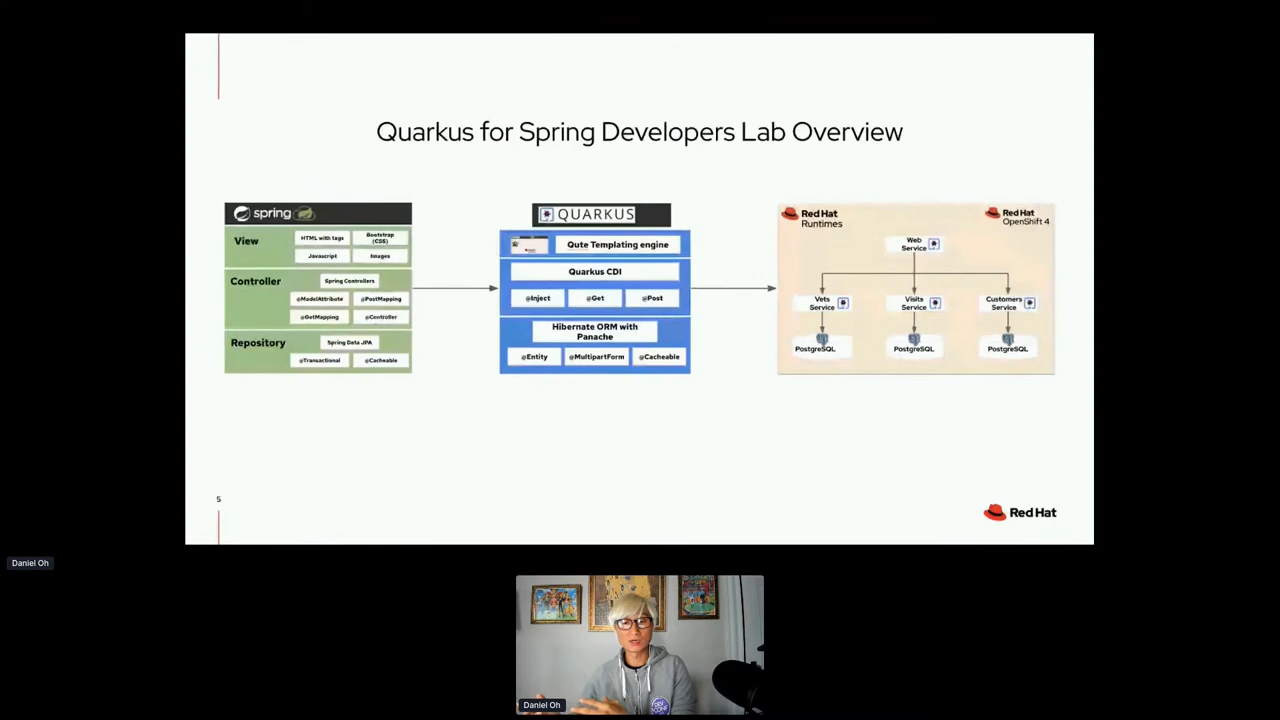 Quarkus for Spring Developers Lab Overview
spring
View
HTML with tags
Bootstrap
(CSS)
Javascript
Images
Controller
Spring Controllers
@ModelAttribute
@PostMapping
@GetMapping
@Controller
Repository
Spring Data JPA
@Transactional
@Cacheable
QUARKUS
Qute Templating engine
Quarkus CDI
@Inject
@Get
@Post
Hibernate ORM with
Panache
@Entity
@MultipartForm
@Cacheable
Red Hat
Runtimes
Red Hat
OpenShift 4
Web
Service
Vets
Service
Visits
Service
Customers
Service
PostgreSQL
PostgreSQL
PostgreSQL
5
Red Hat
Daniel Oh
Daniel Oh